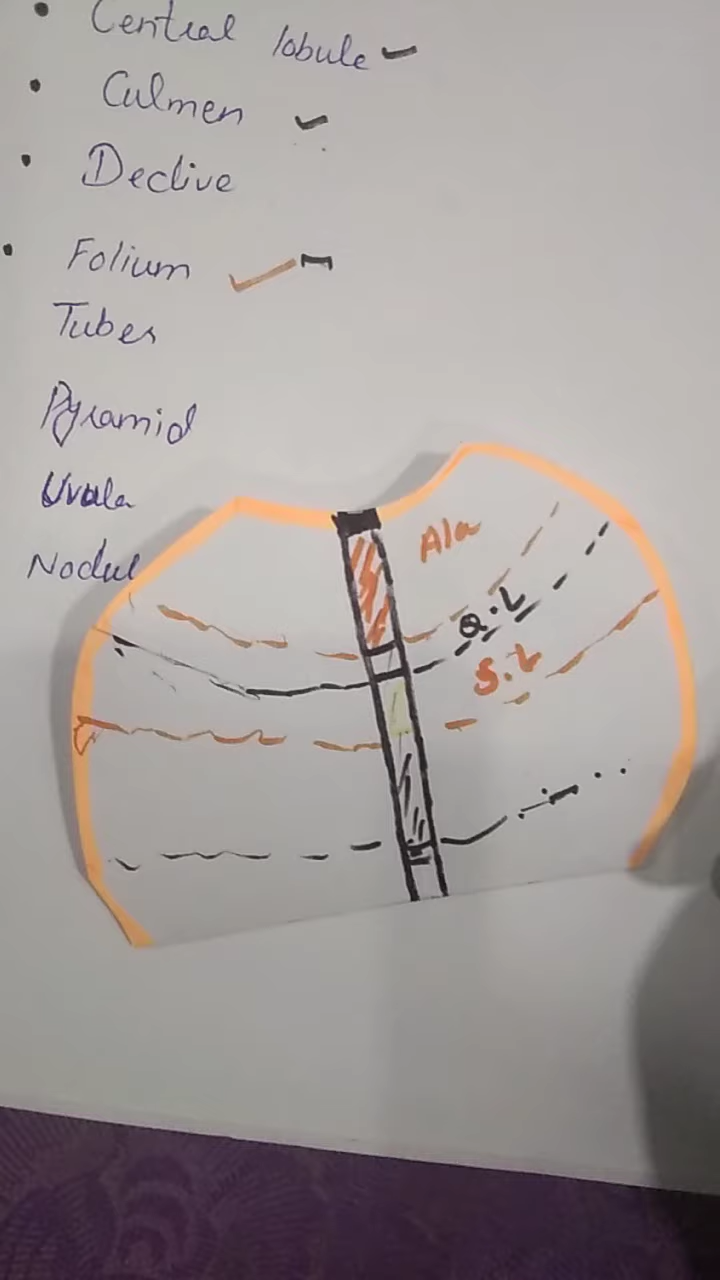 Central lobule
Culmen
Declive
Folium
Tuber
Pyramid
Uvula
Nodul
Ala
Q.L
S.L